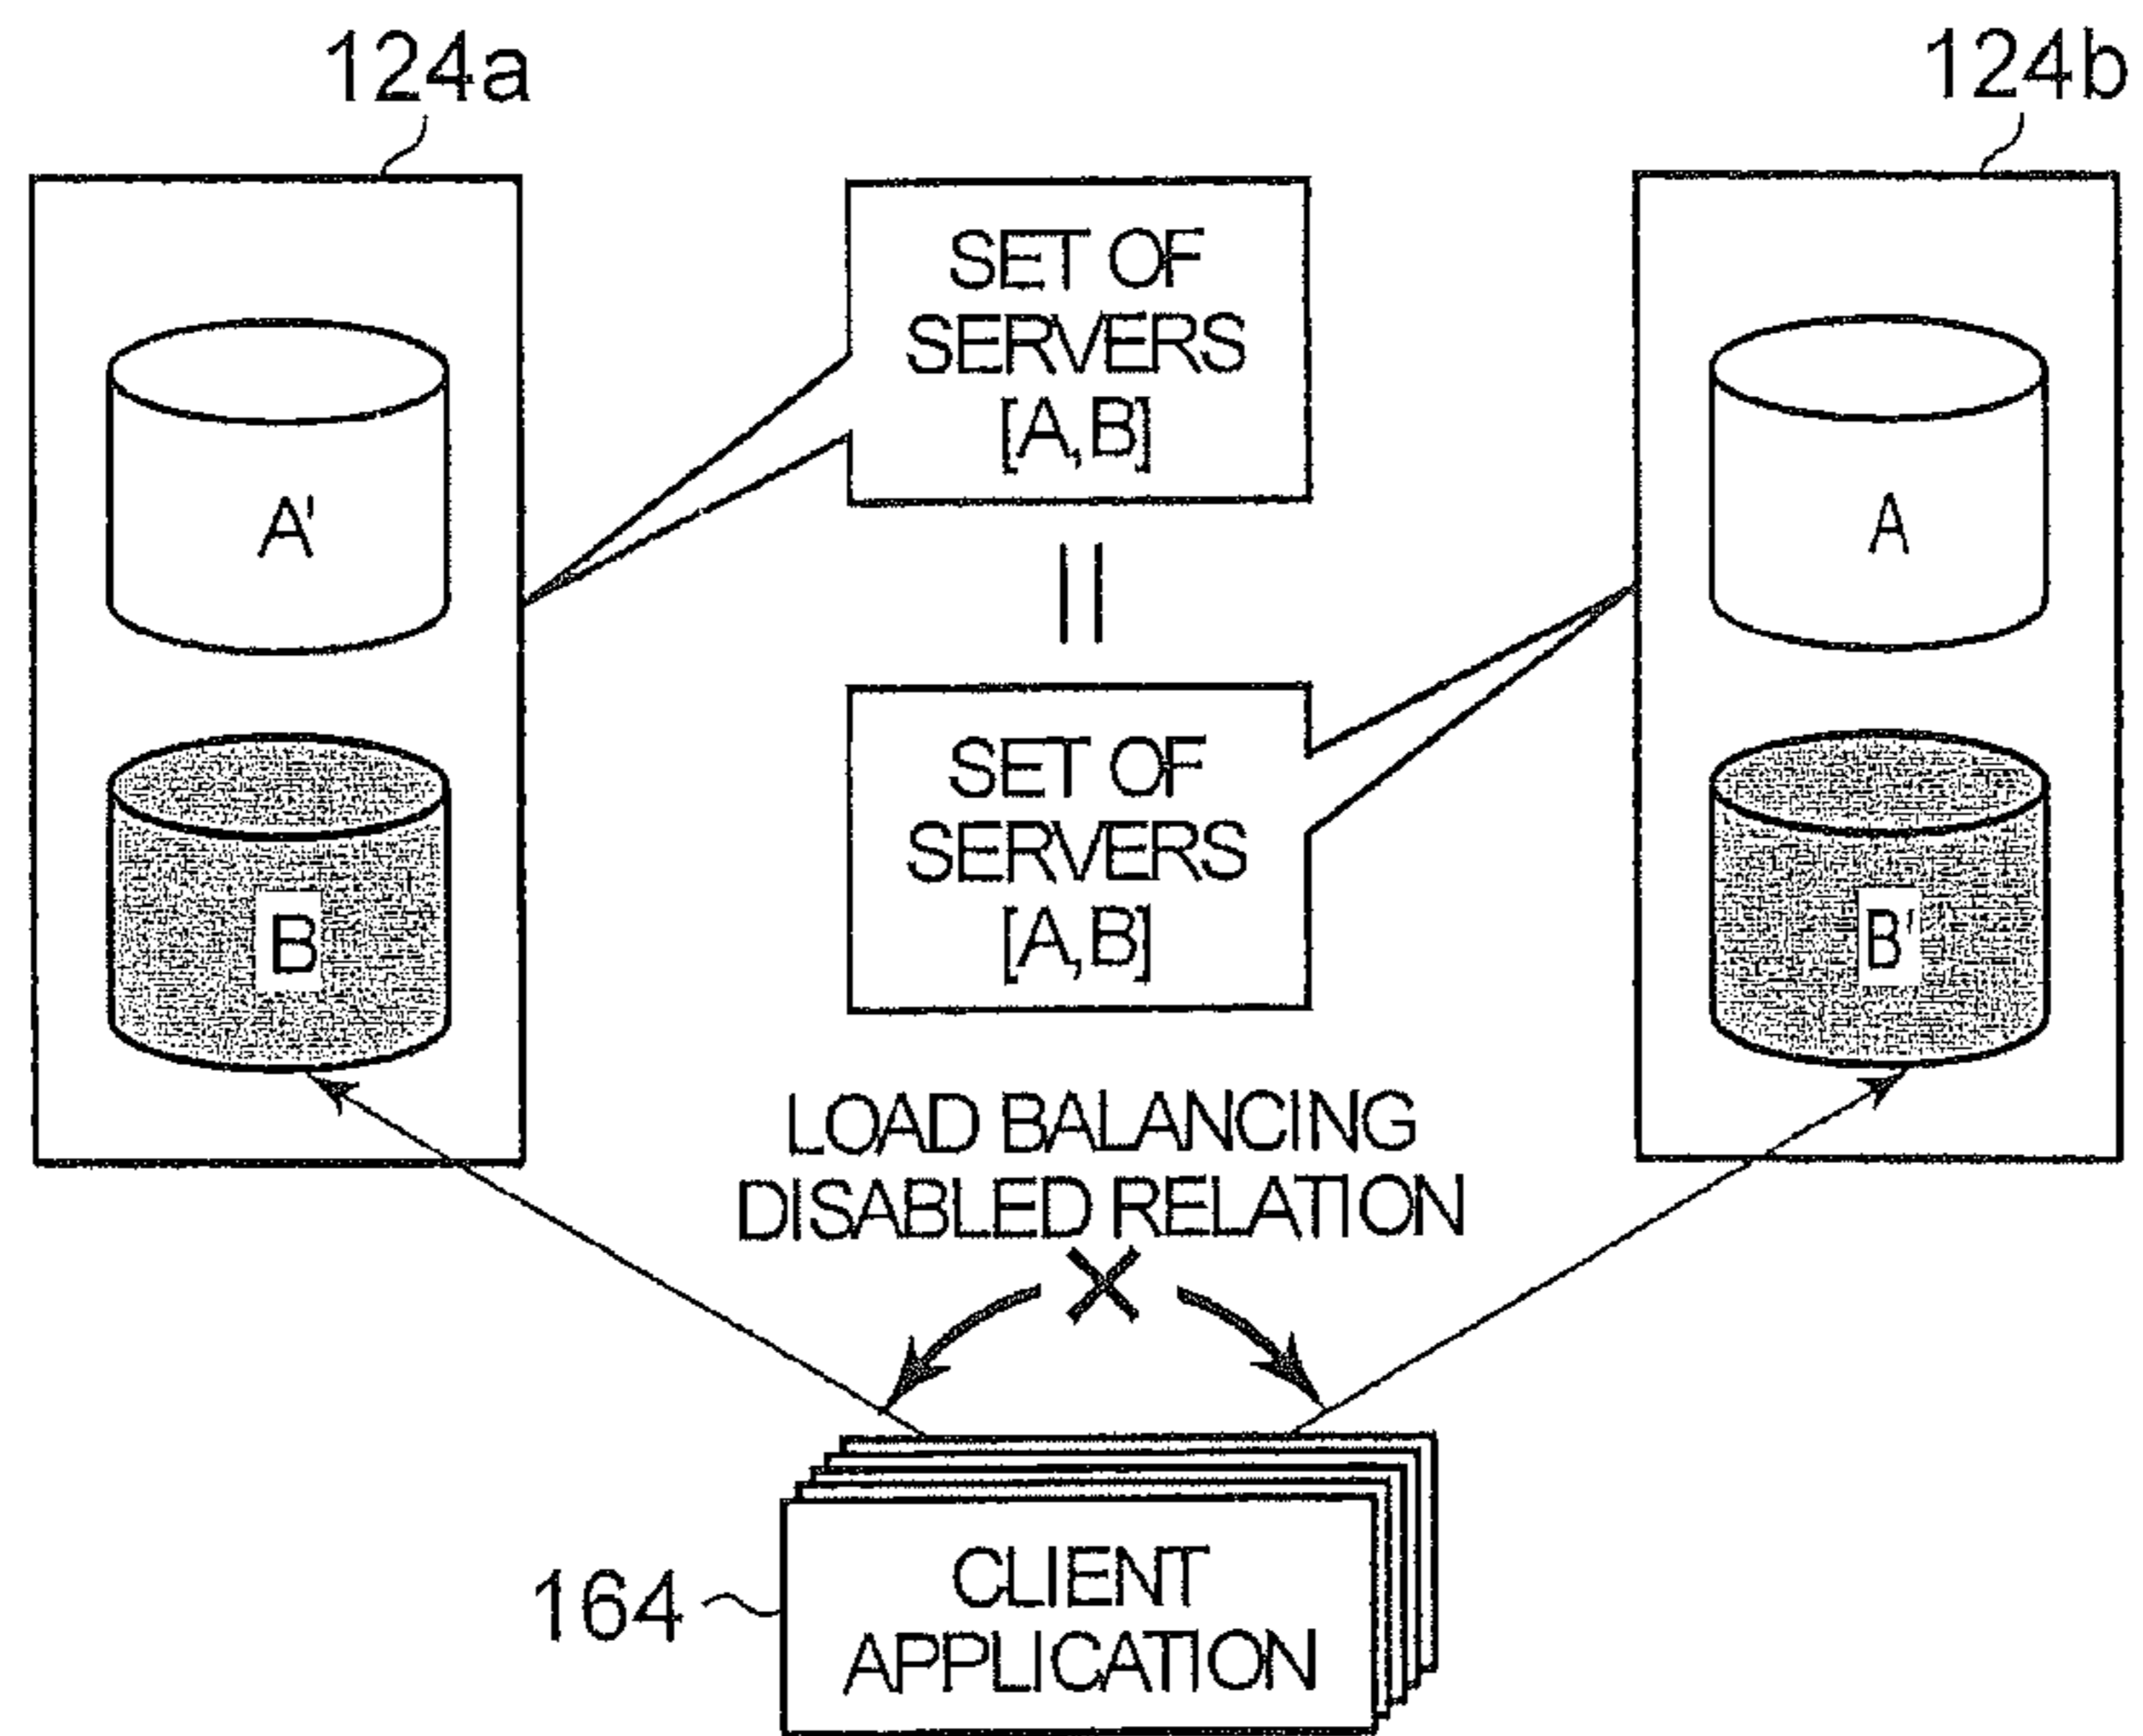 124a
124b
SET OF
SERVERS
[A,B]
A'
A
||
SET OF
SERVERS
[A,B]
B
B'
LOAD BALANCING
DISABLED RELATION
164
CLIENT
APPLICATION